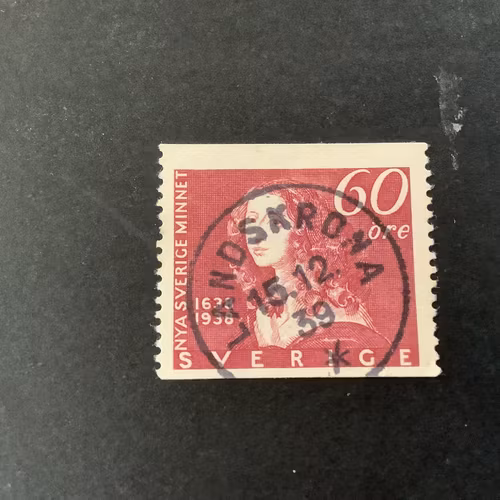 NYA SVERIGE MINNET
60
öre
1638
1938
SVERIGE
LANDSKRONA
15.12.
39
*